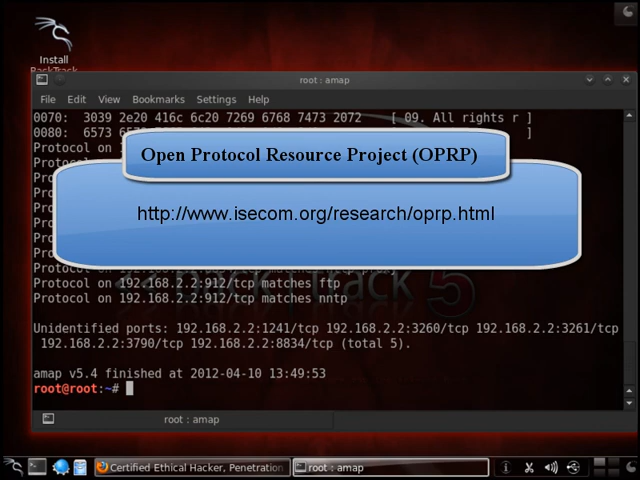 Install
BackTrack
root : amap
File Edit View Bookmarks Settings Help
0070: 3039 2e20 416c 6c20 7269 6768 7473 2072 [ 09. All rights r ]
0080: 6573 ]
Protocol on
Open Protocol Resource Project (OPRP)
http://www.isecom.org/research/oprp.html
Protocol on 192.168.2.2:912/tcp matches ftp
Protocol on 192.168.2.2:912/tcp matches nntp
Unidentified ports: 192.168.2.2:1241/tcp 192.168.2.2:3260/tcp 192.168.2.2:3261/tcp
192.168.2.2:3790/tcp 192.168.2.2:8834/tcp (total 5).
amap v5.4 finished at 2012-04-10 13:49:53
root@root:~#
root : amap
Certified Ethical Hacker, Penetration
root : amap